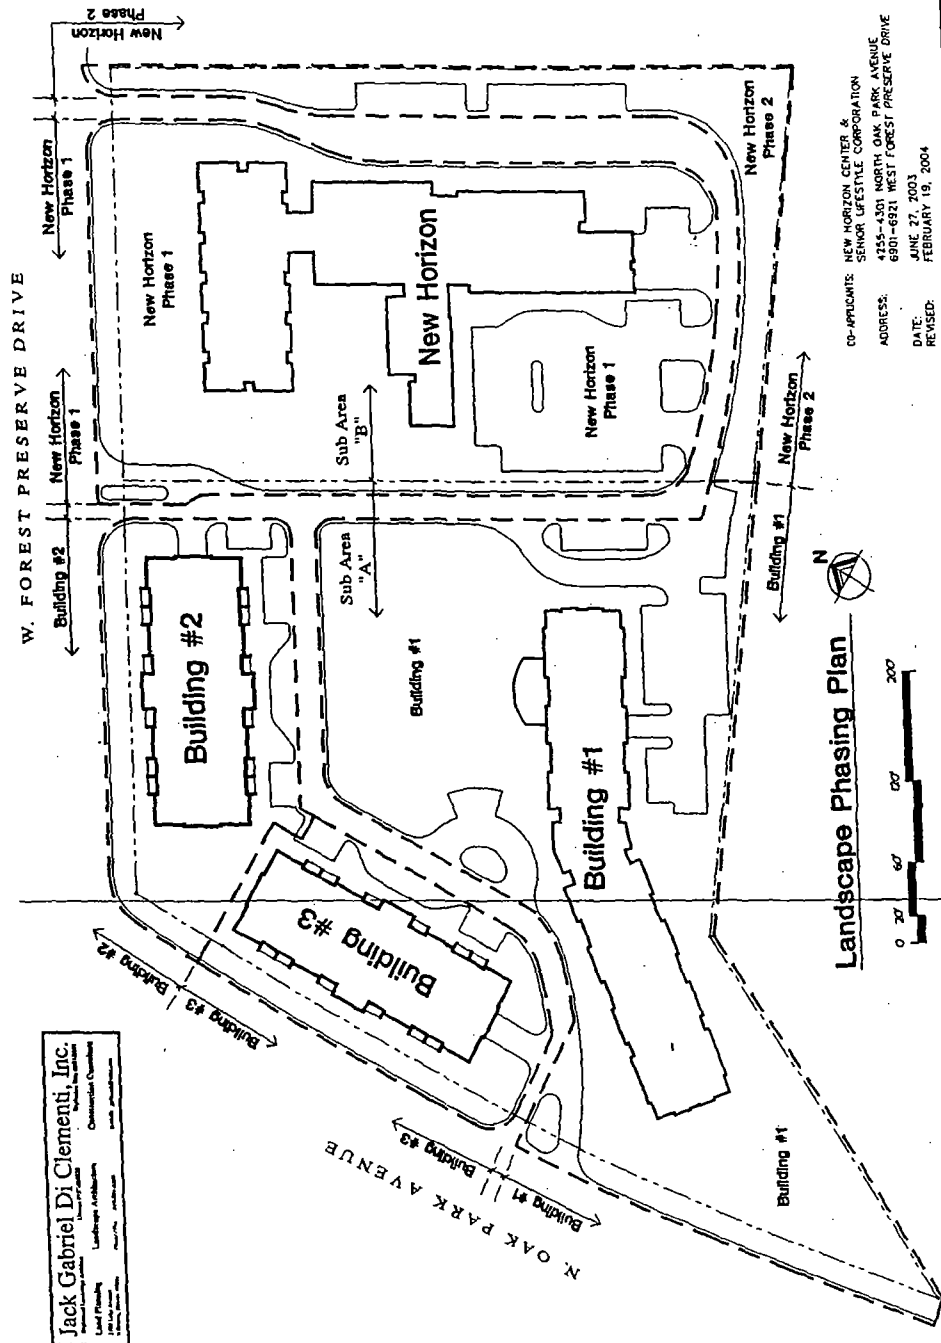 Jack Gabriel Di Clementi, Inc.
Land Planning
Landscape Architecture
Construction Consultant
W. FOREST PRESERVE DRIVE
N. OAK PARK AVENUE
Building #2
New Horizon
Phase 1
New Horizon
Phase 1
New Horizon
Phase 2
New Horizon
Phase 1
Building #2
Building #2
Building #3
Building #3
Sub Area
"A"
Sub Area
"B"
New Horizon
New Horizon
Phase 1
New Horizon
Phase 2
Building #1
Building #1
Building #3
Building #1
Building #1
Building #1
New Horizon
Phase 2
Landscape Phasing Plan
N
0 20' 60' 120' 200'
CO-APPLICANTS: NEW HORIZON CENTER &
SENIOR LIFESTYLE CORPORATION
ADDRESS: 4255-4301 NORTH OAK PARK AVENUE
6901-6921 WEST FOREST PRESERVE DRIVE
DATE: JUNE 27, 2003
REVISED: FEBRUARY 19, 2004